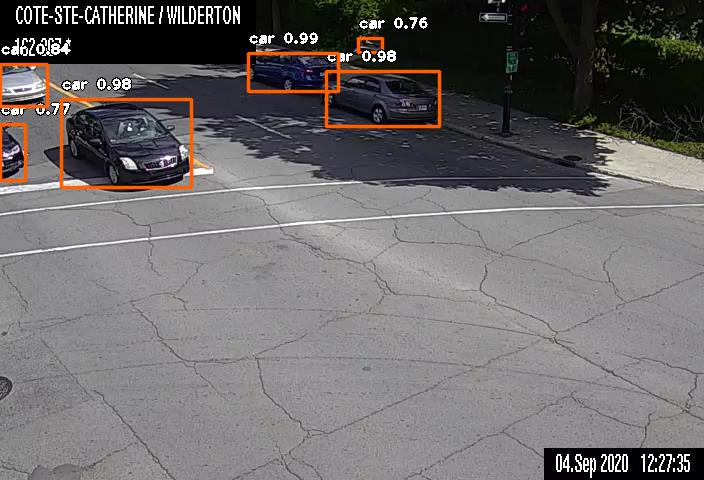 COTE-STE-CATHERINE / WILDERTON
car 0.99
car 0.76
car 0.84
car 0.98
car 0.98
car 0.77
04.Sep 2020 12:27:35